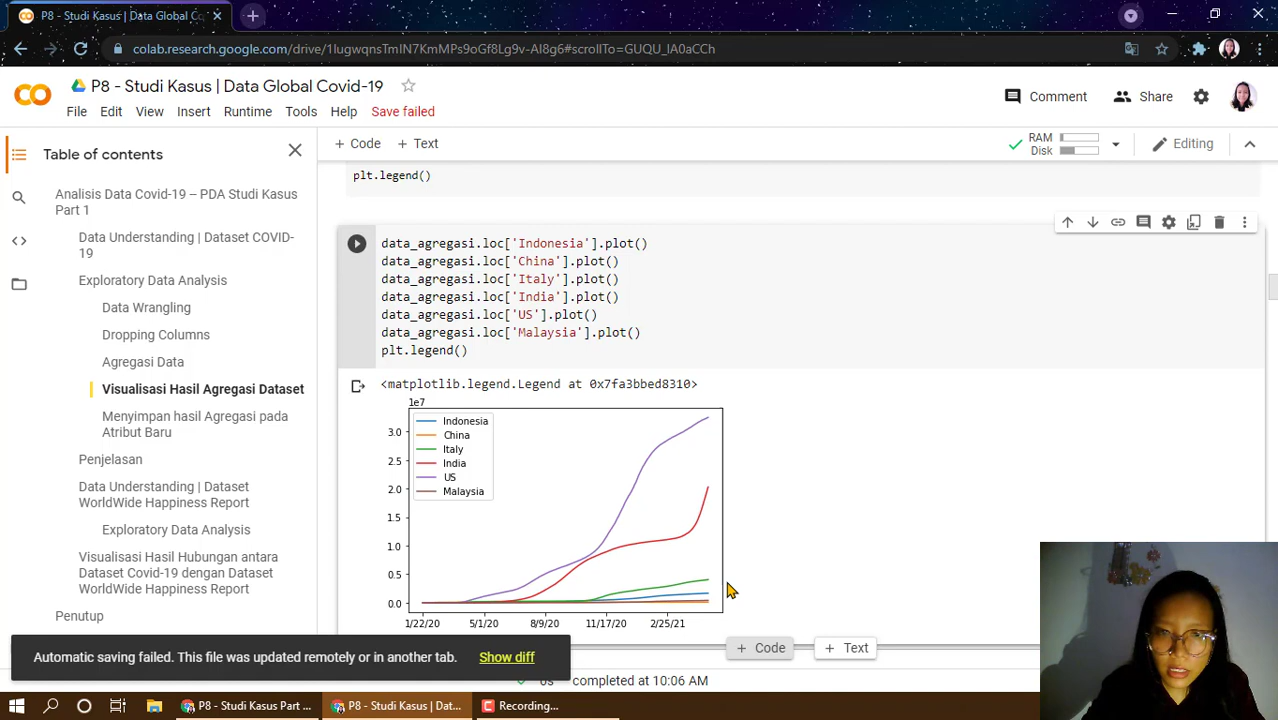 P8 - Studi Kasus | Data Global Co
colab.research.google.com/drive/1lugwqnsTmIN7KmMPs9oGf8Lg9v-AI8g6#scrollTo=GUQU_IA0aCCh
P8 - Studi Kasus | Data Global Covid-19
File Edit View Insert Runtime Tools Help Save failed
Comment Share
+ Code + Text
RAM
Disk
Editing
Table of contents
Analisis Data Covid-19 – PDA Studi Kasus
Part 1
Data Understanding | Dataset COVID-
19
Exploratory Data Analysis
Data Wrangling
Dropping Columns
Agregasi Data
Visualisasi Hasil Agregasi Dataset
Menyimpan hasil Agregasi pada
Atribut Baru
Penjelasan
Data Understanding | Dataset
WorldWide Happiness Report
Exploratory Data Analysis
Visualisasi Hasil Hubungan antara
Dataset Covid-19 dengan Dataset
WorldWide Happiness Report
Penutup
plt.legend()
data_agregasi.loc['Indonesia'].plot()
data_agregasi.loc['China'].plot()
data_agregasi.loc['Italy'].plot()
data_agregasi.loc['India'].plot()
data_agregasi.loc['US'].plot()
data_agregasi.loc['Malaysia'].plot()
plt.legend()
<matplotlib.legend.Legend at 0x7fa3bbed8310>
1e7
Indonesia
China
Italy
India
US
Malaysia
3.0
2.5
2.0
1.5
1.0
0.5
0.0
1/22/20 5/1/20 8/9/20 11/17/20 2/25/21
+ Code + Text
Automatic saving failed. This file was updated remotely or in another tab. Show diff
0s completed at 10:06 AM
P8 - Studi Kasus Part ...
P8 - Studi Kasus | Dat...
Recording...